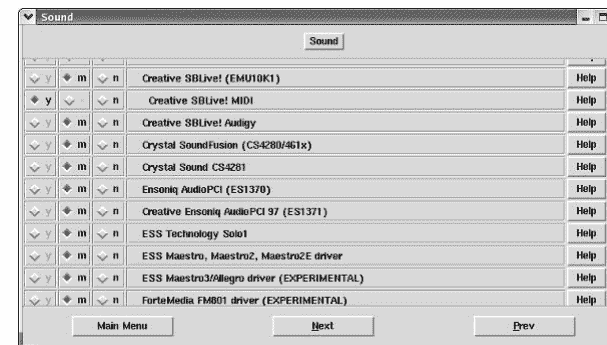 Sound
Sound
y m n Creative SBLive! (EMU10K1) Help
y n Creative SBLive! MIDI Help
y m n Creative SBLive! Audigy Help
y m n Crystal SoundFusion (CS4280/461x) Help
y m n Crystal Sound CS4281 Help
y m n Ensoniq AudioPCI (ES1370) Help
y m n Creative Ensoniq AudioPCI 97 (ES1371) Help
y m n ESS Technology Solo1 Help
y m n ESS Maestro, Maestro2, Maestro2E driver Help
y m n ESS Maestro3/Allegro driver (EXPERIMENTAL) Help
y m n ForteMedia FM801 driver (EXPERIMENTAL) Help
Main Menu Next Prev